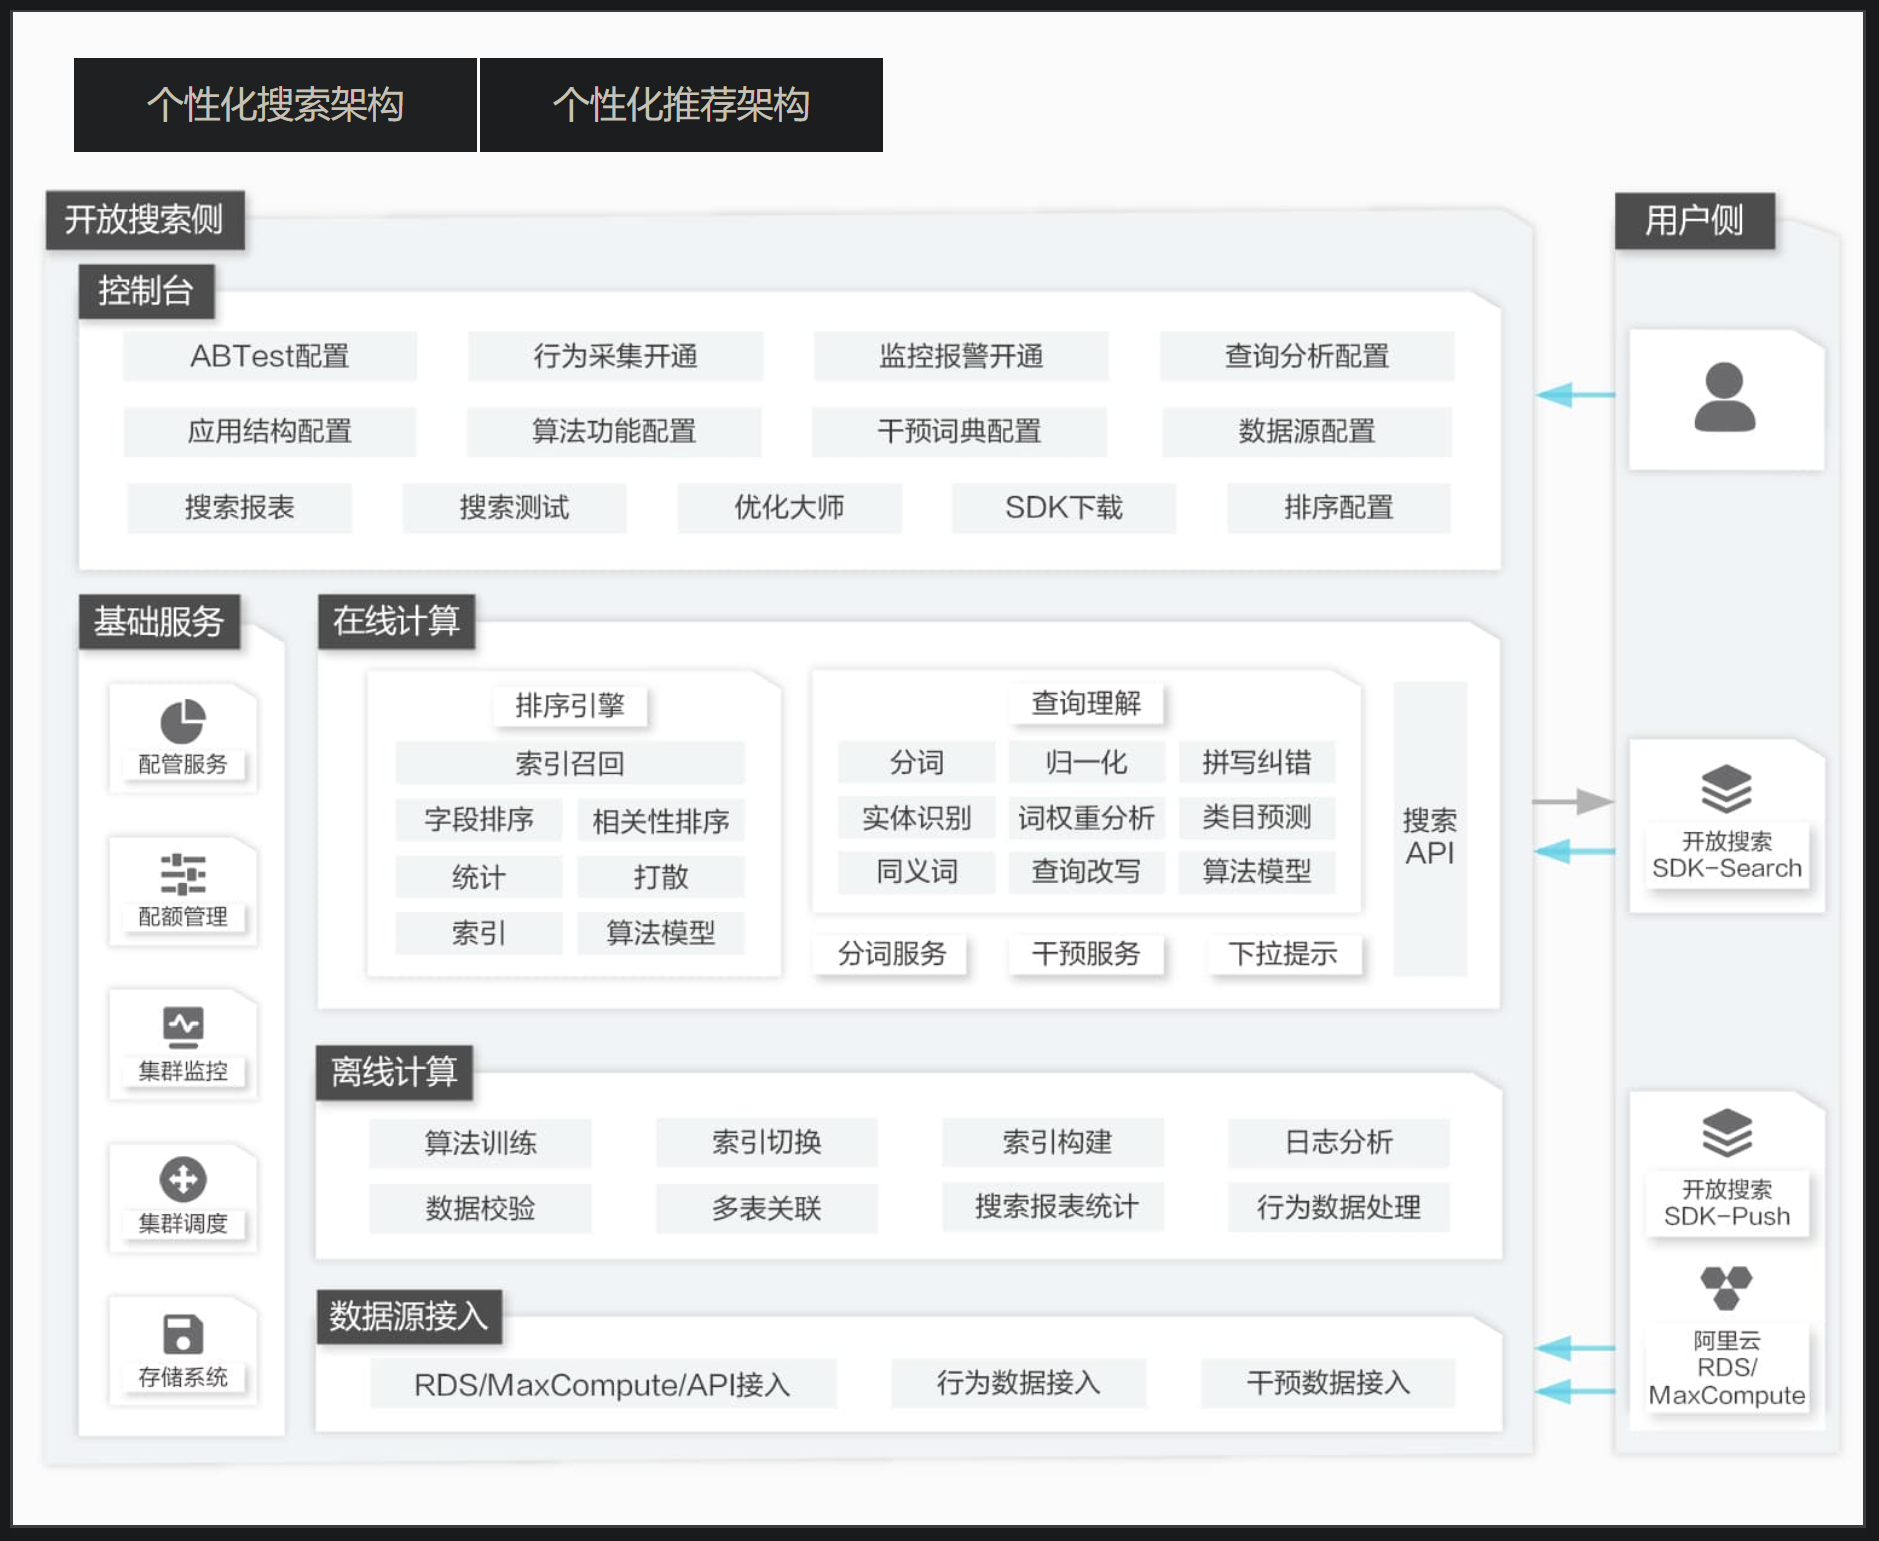 个性化搜索架构
个性化推荐架构
开放搜索侧
控制台
ABTest配置
行为采集开通
监控报警开通
查询分析配置
应用结构配置
算法功能配置
干预词典配置
数据源配置
搜索报表
搜索测试
优化大师
SDK下载
排序配置
基础服务
配管服务
配额管理
集群监控
集群调度
存储系统
在线计算
排序引擎
索引召回
字段排序
相关性排序
统计
打散
索引
算法模型
查询理解
分词
归一化
拼写纠错
实体识别
词权重分析
类目预测
同义词
查询改写
算法模型
分词服务
干预服务
下拉提示
搜索
API
离线计算
算法训练
索引切换
索引构建
日志分析
数据校验
多表关联
搜索报表统计
行为数据处理
数据源接入
RDS/MaxCompute/API接入
行为数据接入
干预数据接入
用户侧
开放搜索
SDK-Search
开放搜索
SDK-Push
阿里云
RDS/
MaxCompute